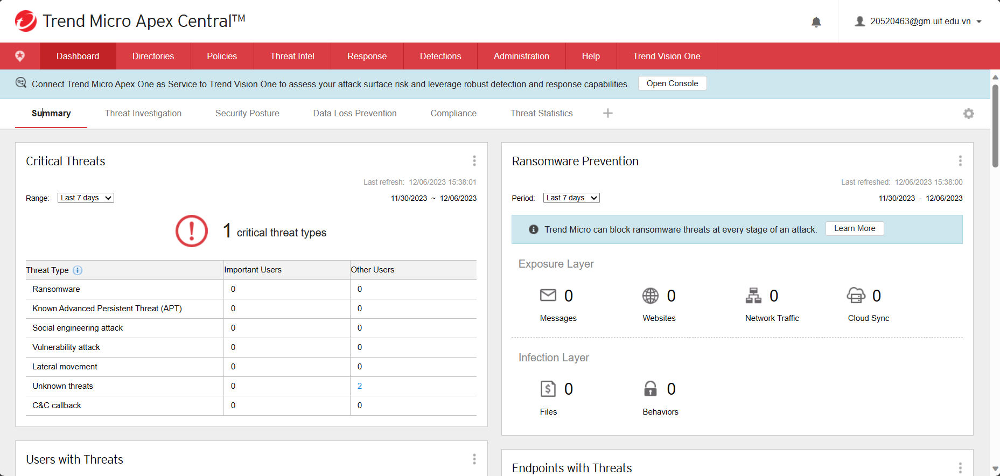 Trend Micro Apex Central™
20520463@gm.uit.edu.vn
Dashboard Directories Policies Threat Intel Response Detections Administration Help Trend Vision One
Connect Trend Micro Apex One as Service to Trend Vision One to assess your attack surface risk and leverage robust detection and response capabilities. Open Console
Summary Threat Investigation Security Posture Data Loss Prevention Compliance Threat Statistics
Critical Threats
Last refresh: 12/06/2023 15:38:01
Range: Last 7 days 11/30/2023 ~ 12/06/2023
1 critical threat types
Threat Type Important Users Other Users
Ransomware 0 0
Known Advanced Persistent Threat (APT) 0 0
Social engineering attack 0 0
Vulnerability attack 0 0
Lateral movement 0 0
Unknown threats 0 2
C&C callback 0 0
Users with Threats
Ransomware Prevention
Last refreshed: 12/06/2023 15:38:00
Period: Last 7 days 11/30/2023 - 12/06/2023
Trend Micro can block ransomware threats at every stage of an attack. Learn More
Exposure Layer
0 0 0 0
Messages Websites Network Traffic Cloud Sync
Infection Layer
0 0
Files Behaviors
Endpoints with Threats